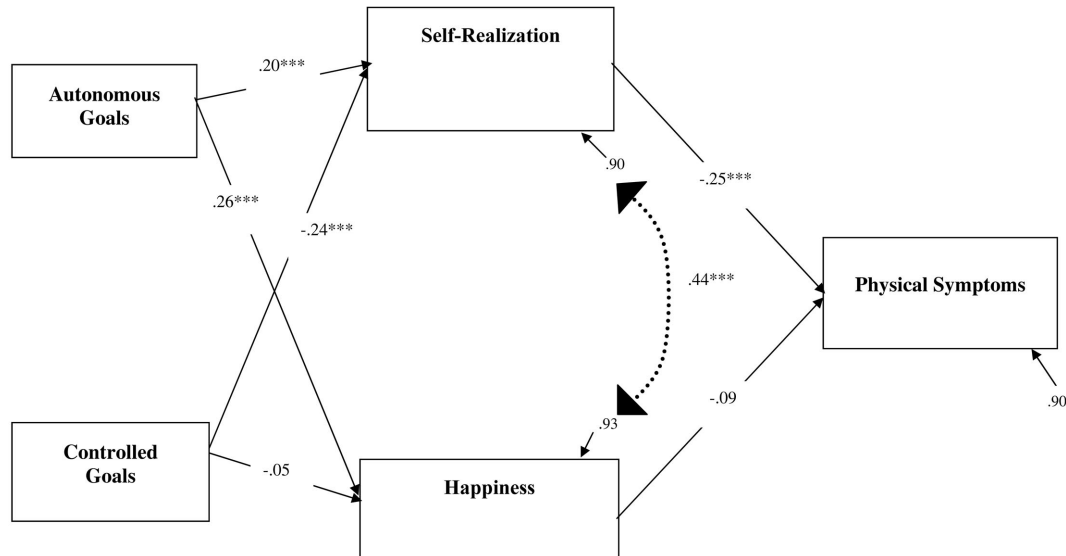 Self-Realization
.20***
Autonomous
Goals
.90
-.25***
.26***
-.24***
.44***
Physical Symptoms
-.09
.90
.93
Controlled
Goals
-.05
Happiness